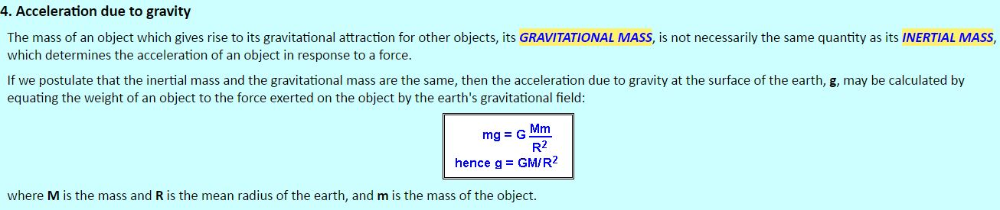 4. Acceleration due to gravity
The mass of an object which gives rise to its gravitational attraction for other objects, its GRAVITATIONAL MASS, is not necessarily the same quantity as its INERTIAL MASS,
which determines the acceleration of an object in response to a force.
If we postulate that the inertial mass and the gravitational mass are the same, then the acceleration due to gravity at the surface of the earth, g, may be calculated by
equating the weight of an object to the force exerted on the object by the earth's gravitational field:
mg = G Mm
R2
hence g = GM/R2
where M is the mass and R is the mean radius of the earth, and m is the mass of the object.